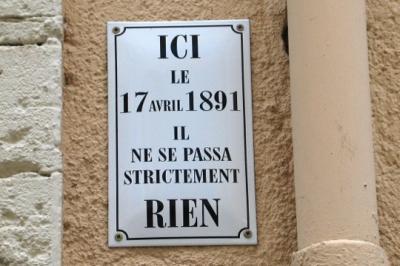 ICI
LE
17 AVRIL 1891
IL
NE SE PASSA
STRICTEMENT
RIEN